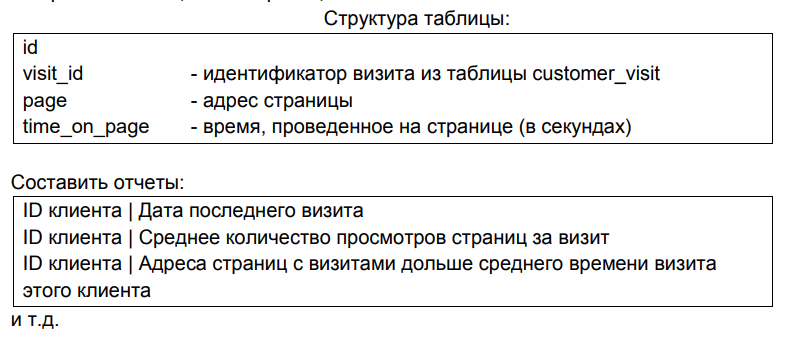 Структура таблицы:
id
visit_id - идентификатор визита из таблицы customer_visit
page - адрес страницы
time_on_page - время, проведенное на странице (в секундах)
Составить отчеты:
ID клиента | Дата последнего визита
ID клиента | Среднее количество просмотров страниц за визит
ID клиента | Адреса страниц с визитами дольше среднего времени визита
этого клиента
и т.д.